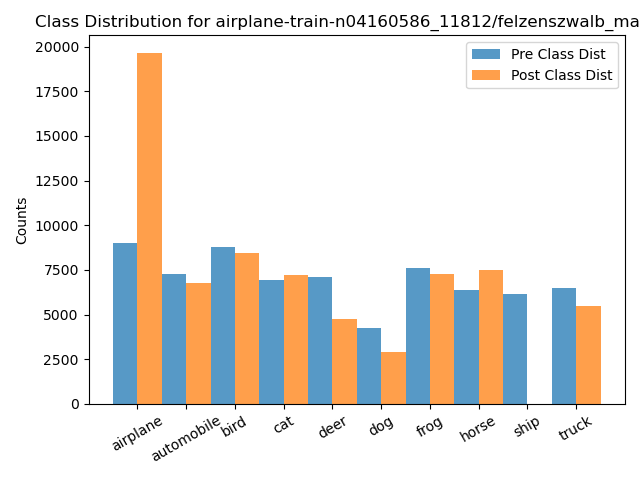 Class Distribution for airplane-train-n04160586_11812/felzenszwalb_ma
Pre Class Dist
Post Class Dist
Counts
20000
17500
15000
12500
10000
7500
5000
2500
0
airplane
automobile
bird
cat
deer
dog
frog
horse
ship
truck